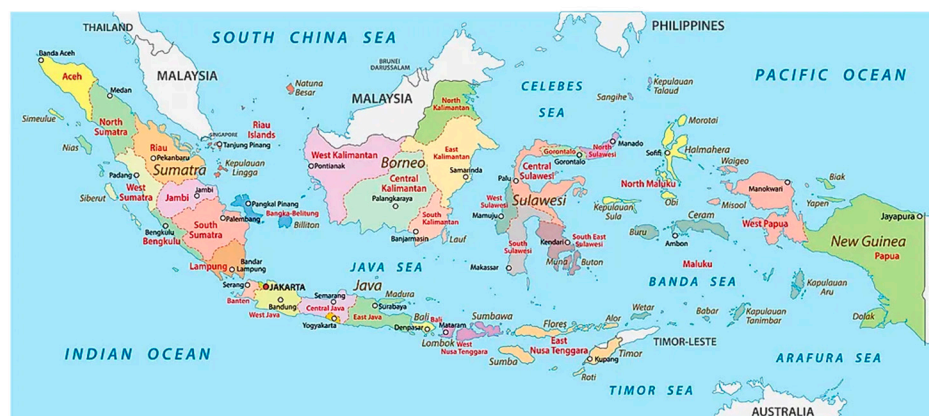 THAILAND
SOUTH CHINA SEA
PHILIPPINES
Banda Aceh
Aceh
MALAYSIA
BRUNEI
DARUSSALAM
CELEBES
SEA
PACIFIC OCEAN
Medan
Natuna
Besar
MALAYSIA
North
Kalimantan
Sangihe
Kepulauan
Talaud
Simeulue
North
Sumatra
SINGAPORE
Riau
Islands
Tanjung Pinang
Morotai
Nias
Riau
Pekanbaru
Sumatra
Kepulauan
Lingga
West Kalimantan
Pontianak
Borneo
East
Kalimantan
Samarinda
Gorontalo
Gorontalo
North
Sulawesi
Manado
Sofifi
Halmahera
Waigeo
Padang
Siberut
West
Sumatra
Jambi
Jambi
Central
Kalimantan
Palangkaraya
Palu
Central
Sulawesi
North Maluku
Manokwari
Biak
Pangkal Pinang
Bangka-Belitung
Billiton
West
Sulawesi
Mamuju
Sulawesi
Kepulauan
Sula
Obi
Misool
Yapen
Bengkulu
Bengkulu
South
Sumatra
Palembang
South
Kalimantan
Banjarmasin
Laut
South
Sulawesi
Kendari
South East
Sulawesi
Muna
Buton
Buru
Ceram
Ambon
West Papua
Jayapura
New Guinea
Papua
Lampung
Bandar
Lampung
JAVA SEA
Makassar
Maluku
BANDA SEA
Serang
Banten
JAKARTA
Java
Semarang
Madura
Surabaya
Bandung
West Java
Central Java
Yogyakarta
East Java
Bali
Bali
Denpasar
Mataram
Lombok
Sumbawa
West
Nusa Tenggara
Flores
Alor
Wetar
Babar
Kepulauan
Tanimbar
Kepulauan
Aru
Dolak
INDIAN OCEAN
Sumba
East
Nusa Tenggara
Kupang
Timor
Roti
TIMOR-LESTE
ARAFURA SEA
TIMOR SEA
AUSTRALIA